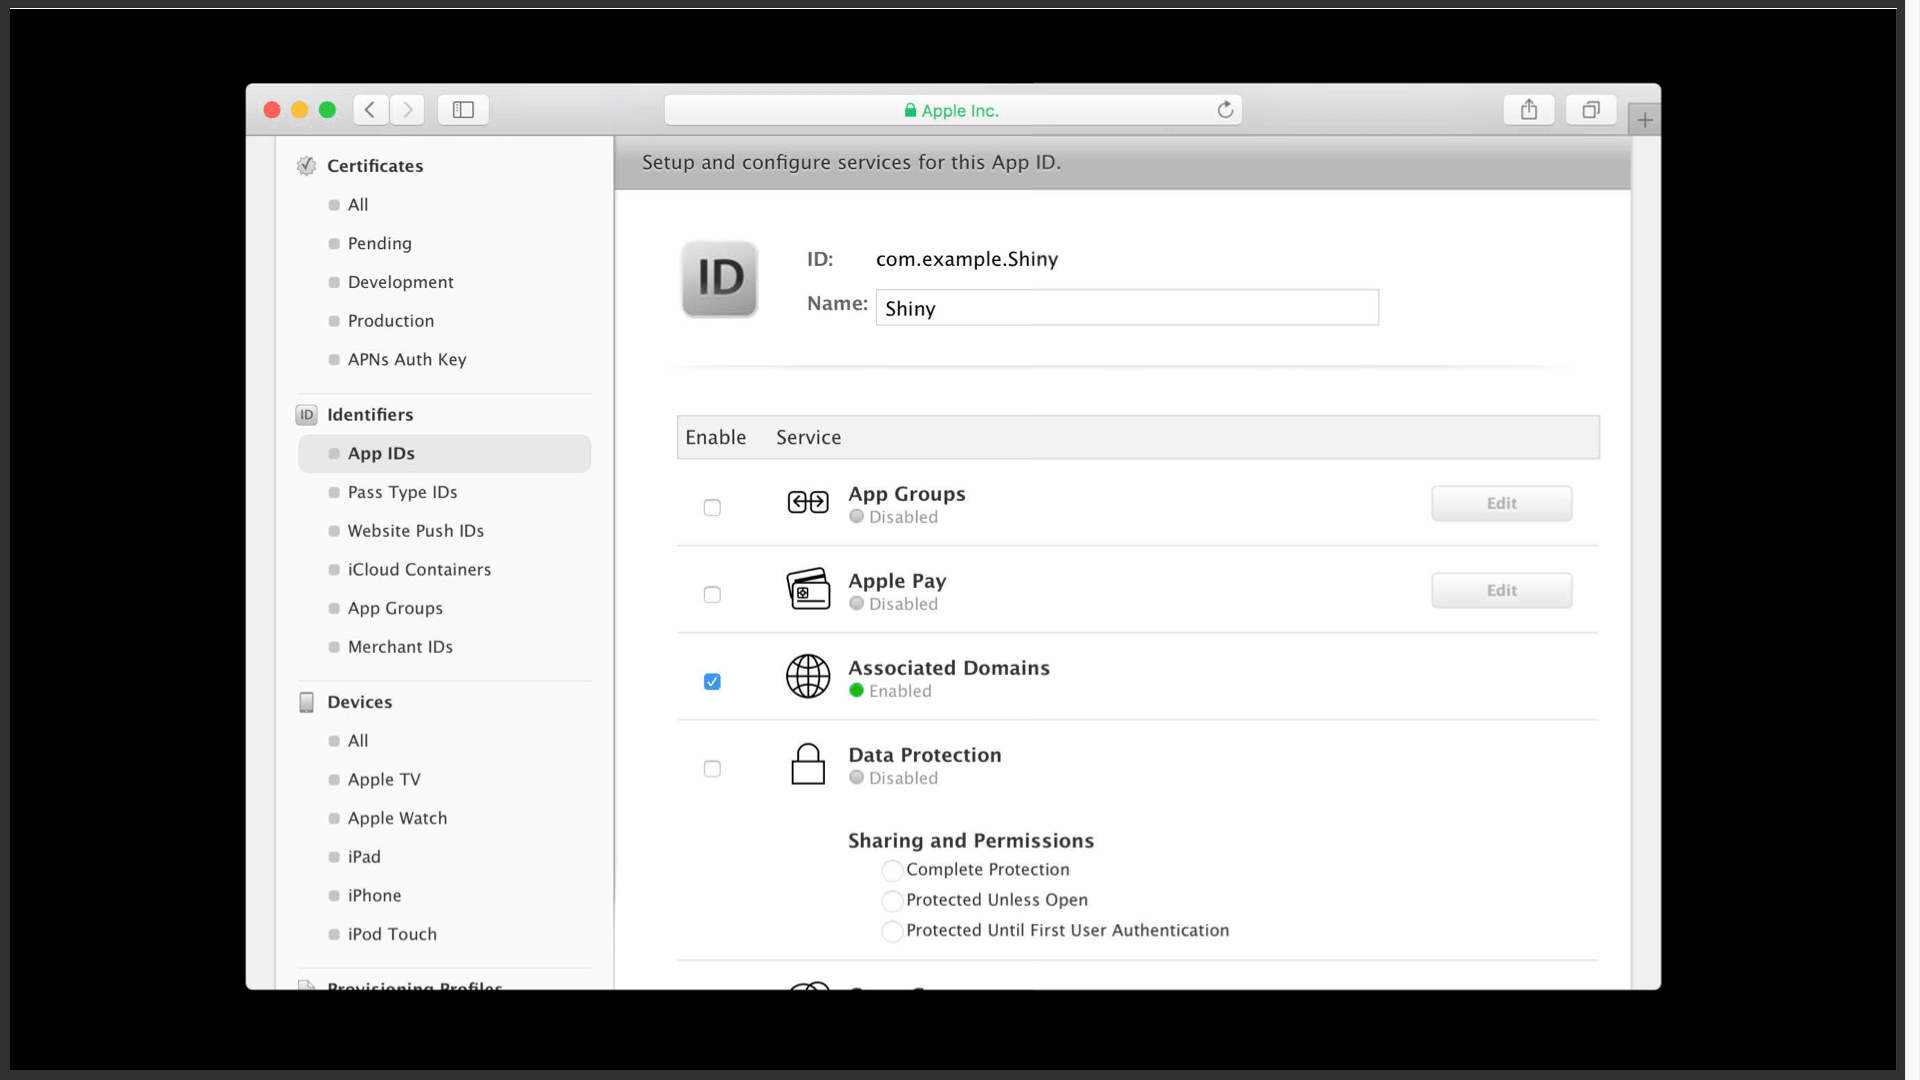 Apple Inc.
Certificates
All
Pending
Development
Production
APNs Auth Key
ID Identifiers
App IDs
Pass Type IDs
Website Push IDs
iCloud Containers
App Groups
Merchant IDs
Devices
All
Apple TV
Apple Watch
iPad
iPhone
iPod Touch
Provisioning Profiles
Setup and configure services for this App ID.
ID
ID: com.example.Shiny
Name: Shiny
Enable Service
App Groups
Disabled
Edit
Apple Pay
Disabled
Edit
Associated Domains
Enabled
Data Protection
Disabled
Sharing and Permissions
Complete Protection
Protected Unless Open
Protected Until First User Authentication